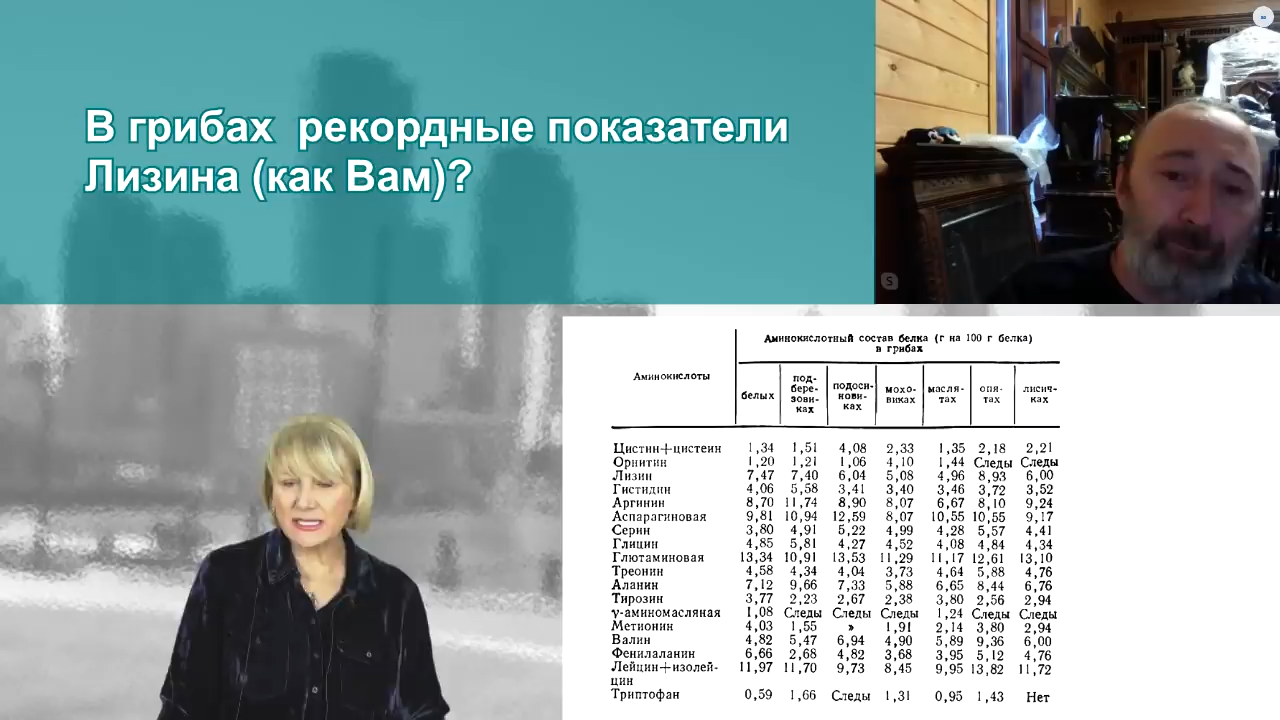 В грибах рекордные показатели
Лизина (как Вам)?
S
Аминокислоты
Аминокислотный состав белка (г на 100 г белка)
в грибах
белых
под-
бере-
зови-
ках
подоси-
нови-
ках
мохо-
виках
масля-
тах
опя-
тах
лисич-
ках
Цистин+цистеин 1,34 1,51 4,08 2,33 1,35 2,18 2,21
Орнитин 1,20 1,21 1,06 4,10 1,44 Следы Следы
Лизин 7,47 7,40 6,04 5,08 4,96 8,93 6,00
Гистидин 4,06 5,58 3,41 3,40 3,46 3,72 3,52
Аргинин 8,70 11,74 8,90 8,07 6,67 8,10 9,24
Аспарагиновая 9,81 10,94 12,59 8,07 10,55 10,55 9,17
Серин 3,80 4,91 5,22 4,99 4,28 5,57 4,41
Глицин 4,85 5,81 4,27 4,52 4,08 4,84 4,34
Глютаминовая 13,34 10,91 13,53 11,29 11,17 12,61 13,10
Треонин 4,58 4,34 4,04 3,73 4,64 5,88 4,76
Аланин 7,12 9,66 7,33 5,88 6,65 8,44 6,76
Тирозин 3,77 2,23 2,67 2,38 3,80 2,56 2,94
γ-аминомасляная 1,08 Следы Следы Следы 1,24 Следы Следы
Метионин 4,03 1,55 » 1,91 2,14 3,80 2,94
Валин 4,82 5,47 6,94 4,90 5,89 9,36 6,00
Фенилаланин 6,66 2,68 4,82 3,68 3,95 5,12 4,76
Лейцин+изолей- 11,97 11,70 9,73 8,45 9,95 13,82 11,72
цин
Триптофан 0,59 1,66 Следы 1,31 0,95 1,43 Нет